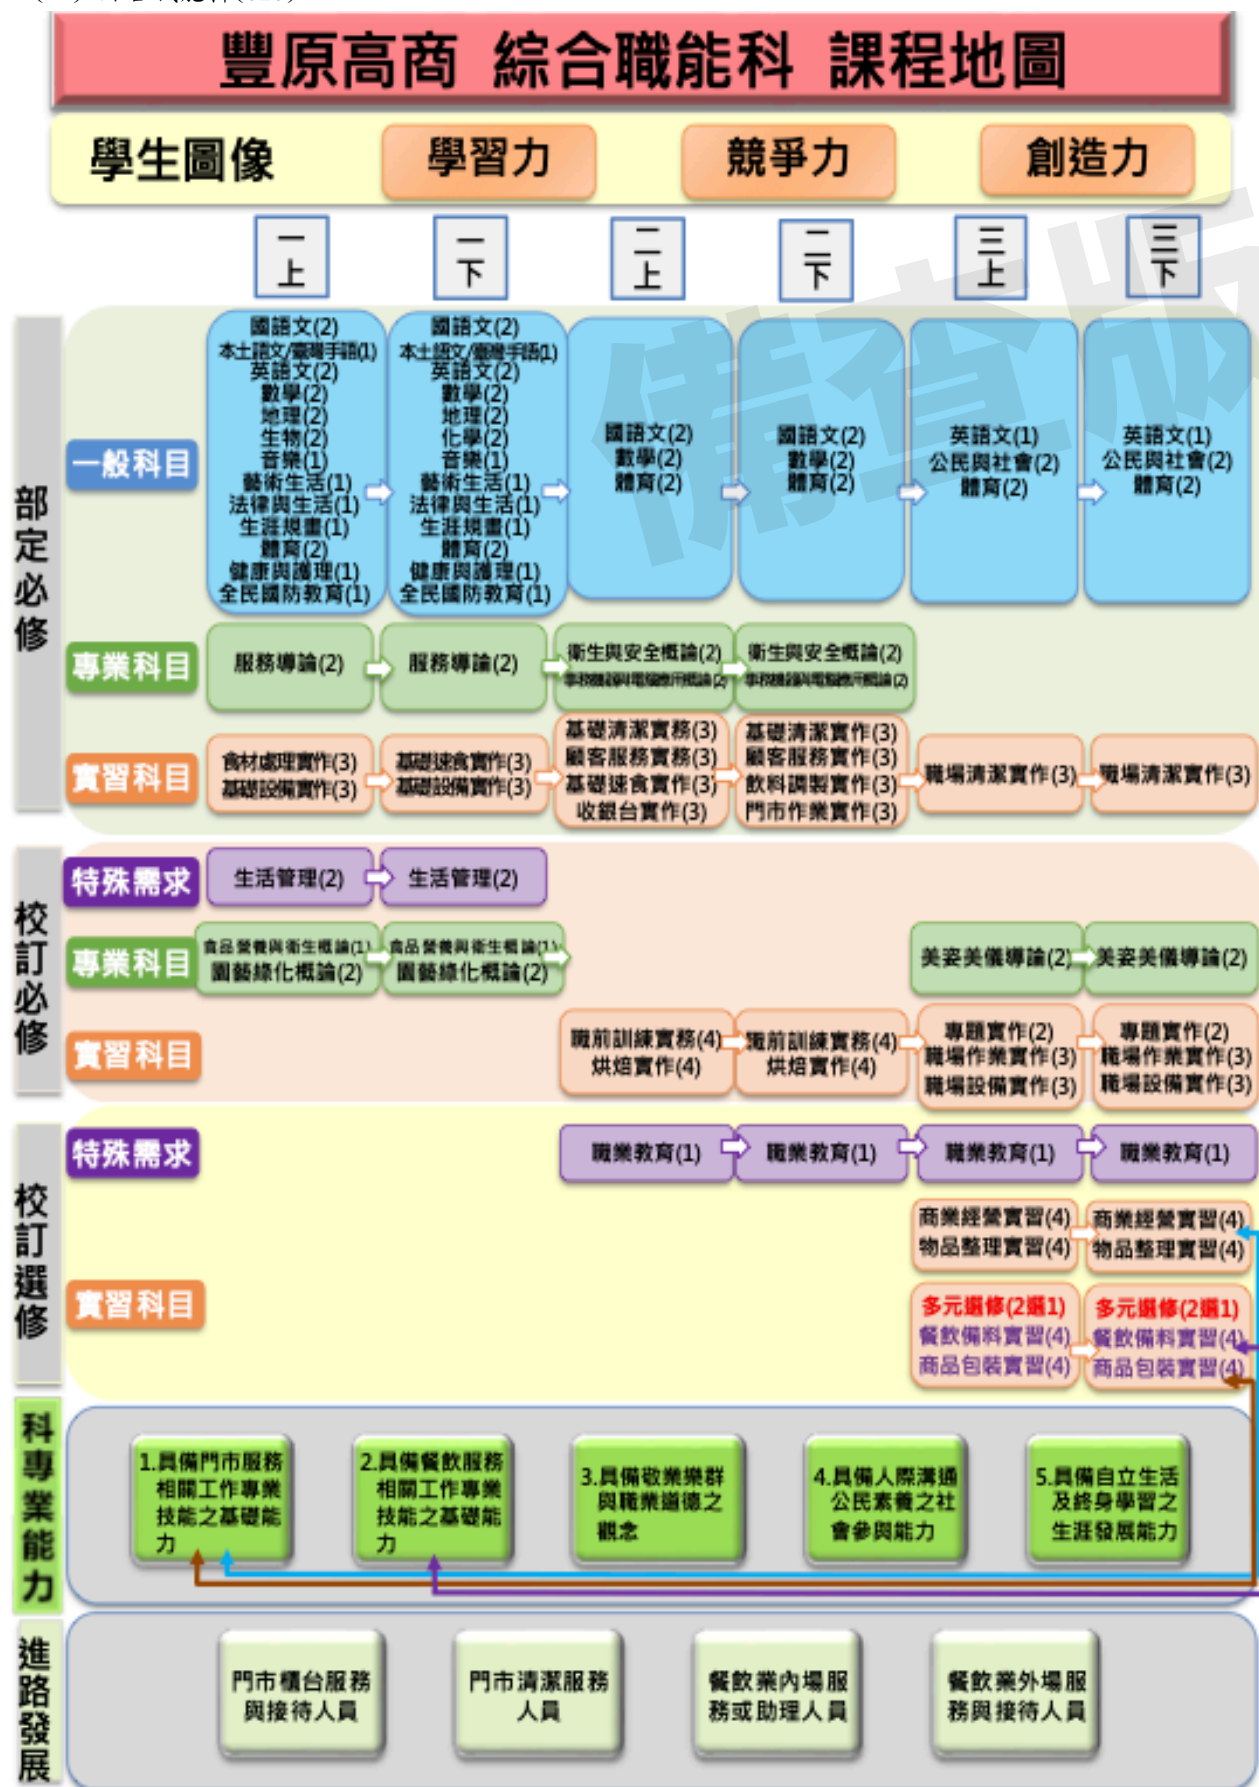 豐原高商 綜合職能科 課程地圖
學生圖像
學習力
競爭力
創造力
一上
一下
二上
二下
三上
三下
備查版
部定必修
一般科目
國語文(2)
本土語文/臺灣手語(1)
英語文(2)
數學(2)
地理(2)
生物(2)
音樂(1)
藝術生活(1)
法律與生活(1)
生涯規畫(1)
體育(2)
健康與護理(1)
全民國防教育(1)
國語文(2)
本土語文/臺灣手語(1)
英語文(2)
數學(2)
地理(2)
化學(2)
音樂(1)
藝術生活(1)
法律與生活(1)
生涯規畫(1)
體育(2)
健康與護理(1)
全民國防教育(1)
國語文(2)
數學(2)
體育(2)
國語文(2)
數學(2)
體育(2)
英語文(1)
公民與社會(2)
體育(2)
英語文(1)
公民與社會(2)
體育(2)
專業科目
服務導論(2)
服務導論(2)
衛生與安全概論(2)
事務機器與電腦應用概論(2)
衛生與安全概論(2)
事務機器與電腦應用概論(2)
實習科目
食材處理實作(3)
基礎設備實作(3)
基礎速食實作(3)
基礎設備實作(3)
基礎清潔實務(3)
顧客服務實務(3)
基礎速食實作(3)
收銀台實作(3)
基礎清潔實作(3)
顧客服務實作(3)
飲料調製實作(3)
門市作業實作(3)
職場清潔實作(3)
職場清潔實作(3)
校訂必修
特殊需求
生活管理(2)
生活管理(2)
專業科目
食品營養與衛生概論(1)
園藝綠化概論(2)
食品營養與衛生概論(1)
園藝綠化概論(2)
美姿美儀導論(2)
美姿美儀導論(2)
實習科目
職前訓練實務(4)
烘焙實作(4)
職前訓練實務(4)
烘焙實作(4)
專題實作(2)
職場作業實作(3)
職場設備實作(3)
專題實作(2)
職場作業實作(3)
職場設備實作(3)
校訂選修
特殊需求
職業教育(1)
職業教育(1)
職業教育(1)
職業教育(1)
實習科目
商業經營實習(4)
物品整理實習(4)
商業經營實習(4)
物品整理實習(4)
多元選修(2選1)
餐飲備料實習(4)
商品包裝實習(4)
多元選修(2選1)
餐飲備料實習(4)
商品包裝實習(4)
科專業能力
1.具備門市服務
相關工作專業
技能之基礎能
力
2.具備餐飲服務
相關工作專業
技能之基礎能
力
3.具備敬業樂群
與職業道德之
觀念
4.具備人際溝通
公民素養之社
會參與能力
5.具備自立生活
及終身學習之
生涯發展能力
進路發展
門市櫃台服務
與接待人員
門市清潔服務
人員
餐飲業內場服
務或助理人員
餐飲業外場服
務與接待人員